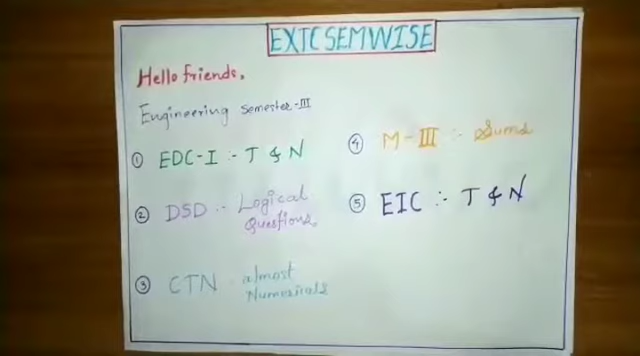 EXTC SEMWISE
Hello friends,
Engineering Semester-III
① EDC-I :- T & N
② DSD :- Logical
Questions.
③ CTN - almost
Numericals
④ M-III :- Sums
⑤ EIC :- T & N